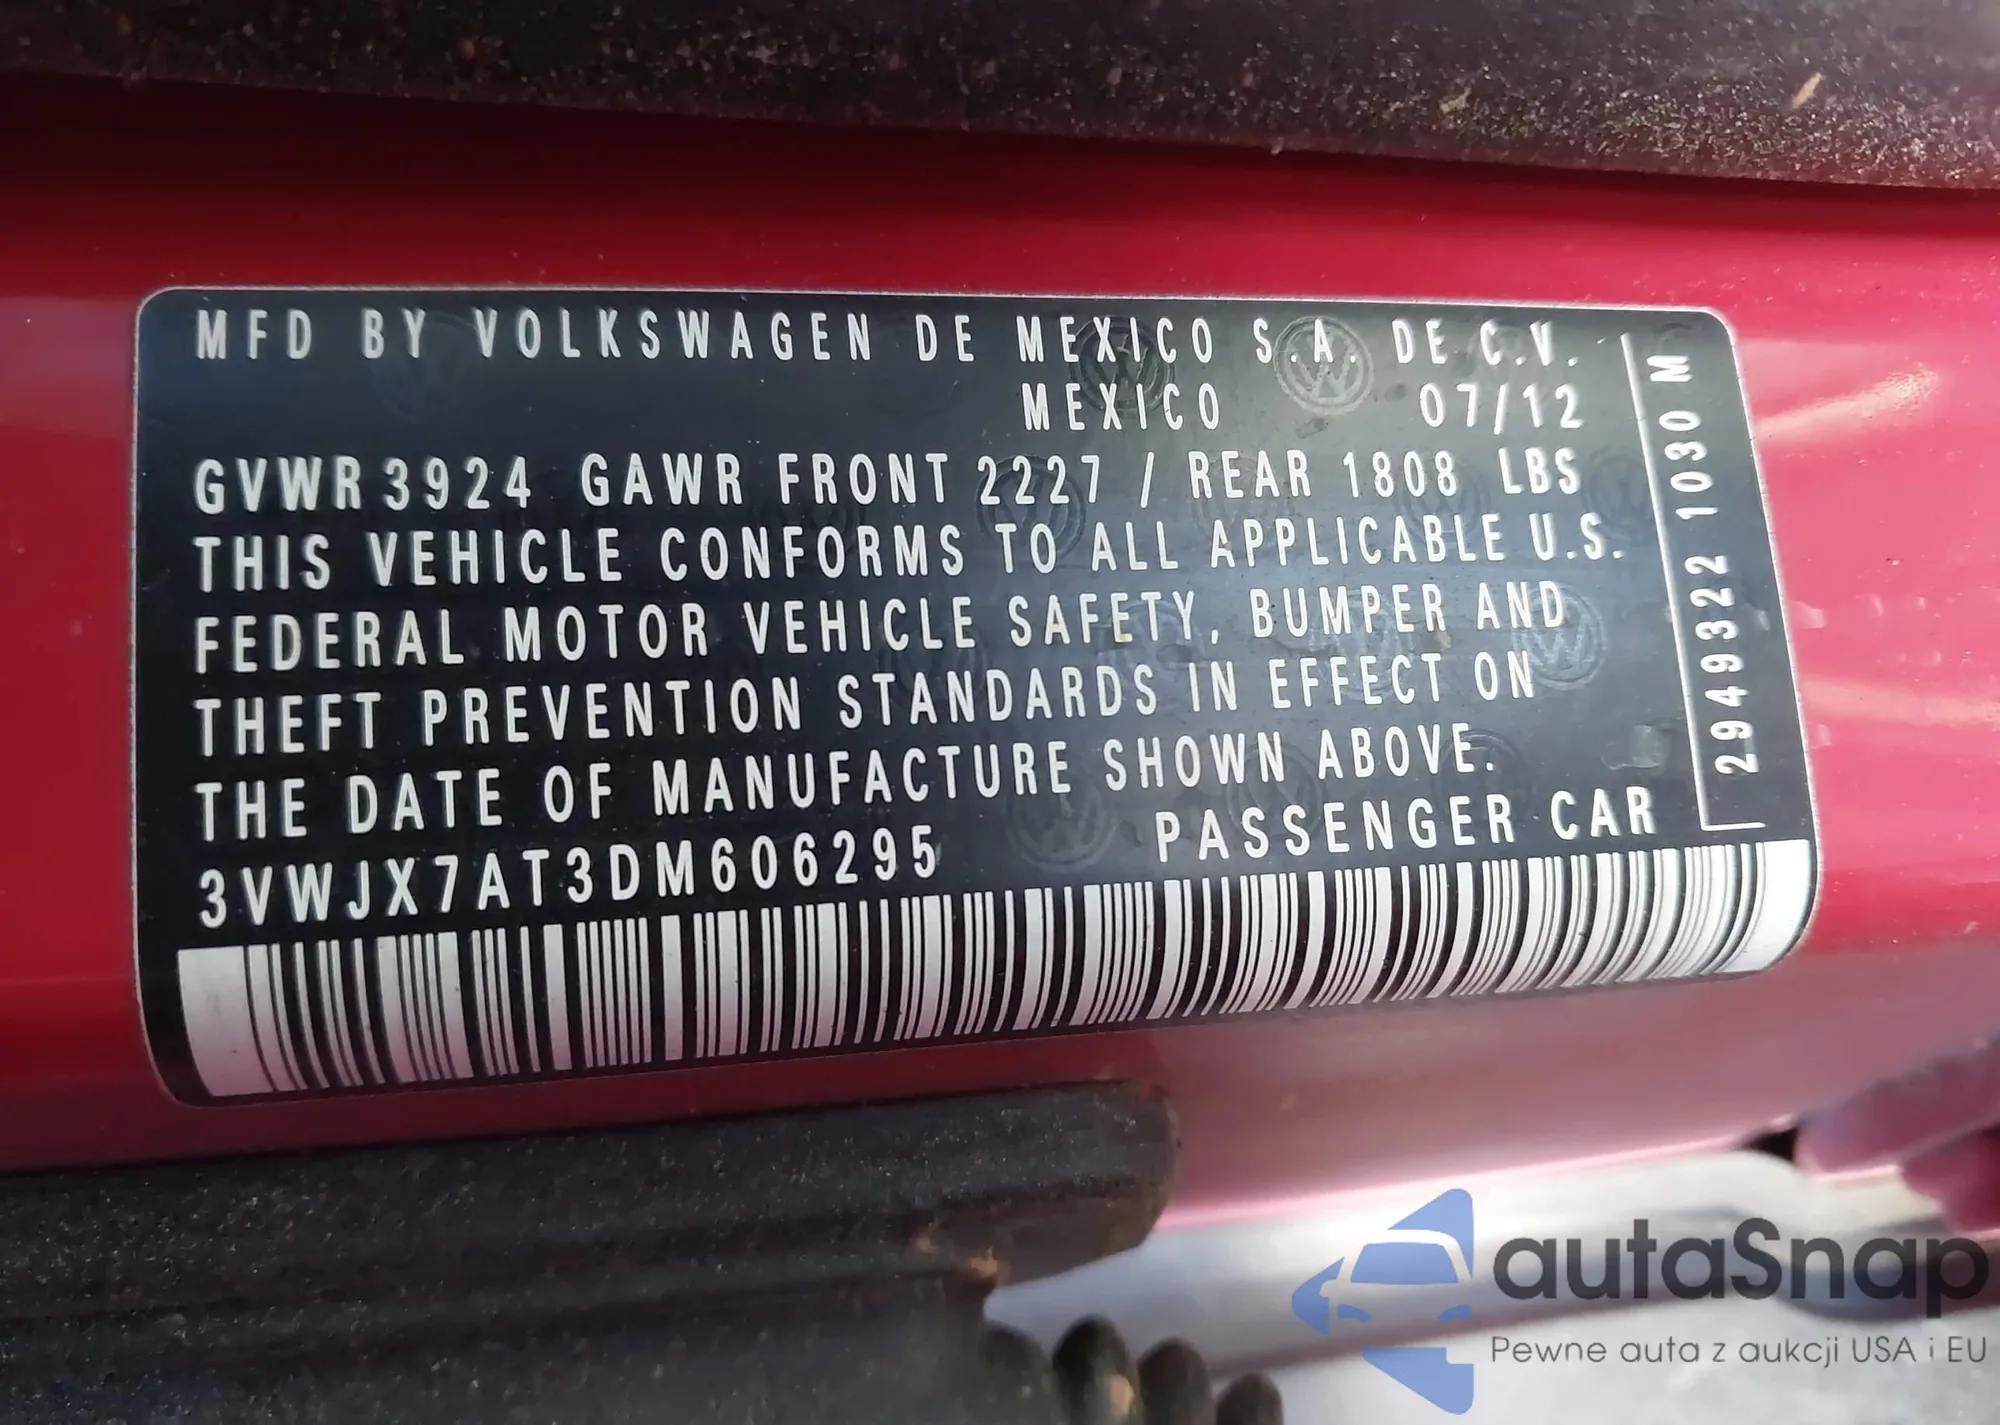 MFD BY VOLKSWAGEN DE MEXICO S.A. DE C.V.
MEXICO 07/12
GVWR 3924 GAWR FRONT 2227 / REAR 1808 LBS
THIS VEHICLE CONFORMS TO ALL APPLICABLE U.S.
FEDERAL MOTOR VEHICLE SAFETY, BUMPER AND
THEFT PREVENTION STANDARDS IN EFFECT ON
THE DATE OF MANUFACTURE SHOWN ABOVE.
3VWJX7AT3DM606295 PASSENGER CAR
2949322 1030 M
autaSnap
Pewne auta z aukcji USA i EU